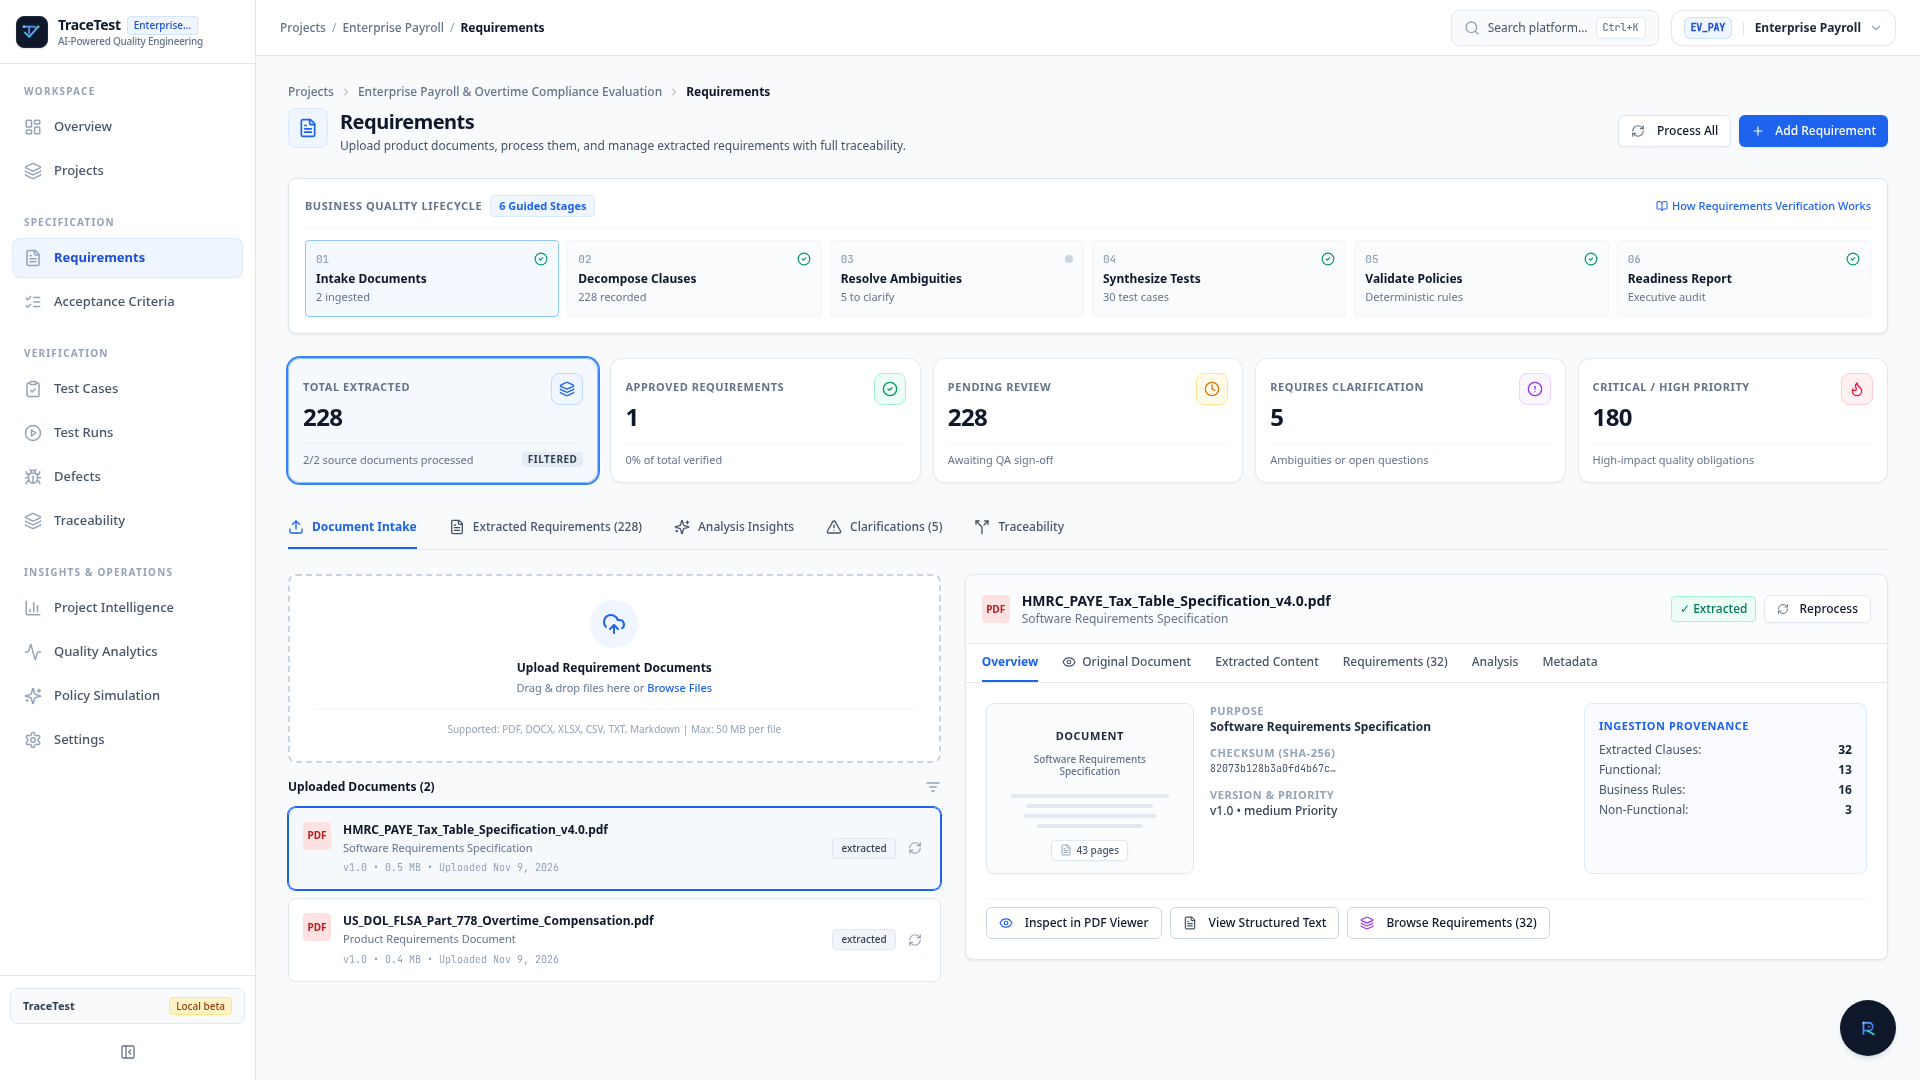 TraceTest Enterprise...
AI-Powered Quality Engineering
WORKSPACE
Overview
Projects
SPECIFICATION
Requirements
Acceptance Criteria
VERIFICATION
Test Cases
Test Runs
Defects
Traceability
INSIGHTS & OPERATIONS
Project Intelligence
Quality Analytics
Policy Simulation
Settings
TraceTest Local beta
Projects / Enterprise Payroll / Requirements
Search platform... Ctrl+K
EV_PAY Enterprise Payroll
Projects > Enterprise Payroll & Overtime Compliance Evaluation > Requirements
Requirements
Upload product documents, process them, and manage extracted requirements with full traceability.
Process All
Add Requirement
BUSINESS QUALITY LIFECYCLE 6 Guided Stages
How Requirements Verification Works
01
Intake Documents
2 ingested
02
Decompose Clauses
228 recorded
03
Resolve Ambiguities
5 to clarify
04
Synthesize Tests
30 test cases
05
Validate Policies
Deterministic rules
06
Readiness Report
Executive audit
TOTAL EXTRACTED
228
2/2 source documents processed FILTERED
APPROVED REQUIREMENTS
1
0% of total verified
PENDING REVIEW
228
Awaiting QA sign-off
REQUIRES CLARIFICATION
5
Ambiguities or open questions
CRITICAL / HIGH PRIORITY
180
High-impact quality obligations
Document Intake
Extracted Requirements (228)
Analysis Insights
Clarifications (5)
Traceability
Upload Requirement Documents
Drag & drop files here or Browse Files
Supported: PDF, DOCX, XLSX, CSV, TXT, Markdown | Max: 50 MB per file
Uploaded Documents (2)
PDF
HMRC_PAYE_Tax_Table_Specification_v4.0.pdf
Software Requirements Specification
v1.0 • 0.5 MB • Uploaded Nov 9, 2026
extracted
PDF
US_DOL_FLSA_Part_778_Overtime_Compensation.pdf
Product Requirements Document
v1.0 • 0.4 MB • Uploaded Nov 9, 2026
extracted
PDF
HMRC_PAYE_Tax_Table_Specification_v4.0.pdf
Software Requirements Specification
✓ Extracted
Reprocess
Overview
Original Document
Extracted Content
Requirements (32)
Analysis
Metadata
DOCUMENT
Software Requirements
Specification
43 pages
PURPOSE
Software Requirements Specification
CHECKSUM (SHA-256)
82073b128b3a0fd4b67c…
VERSION & PRIORITY
v1.0 • medium Priority
INGESTION PROVENANCE
Extracted Clauses: 32
Functional: 13
Business Rules: 16
Non-Functional: 3
Inspect in PDF Viewer
View Structured Text
Browse Requirements (32)